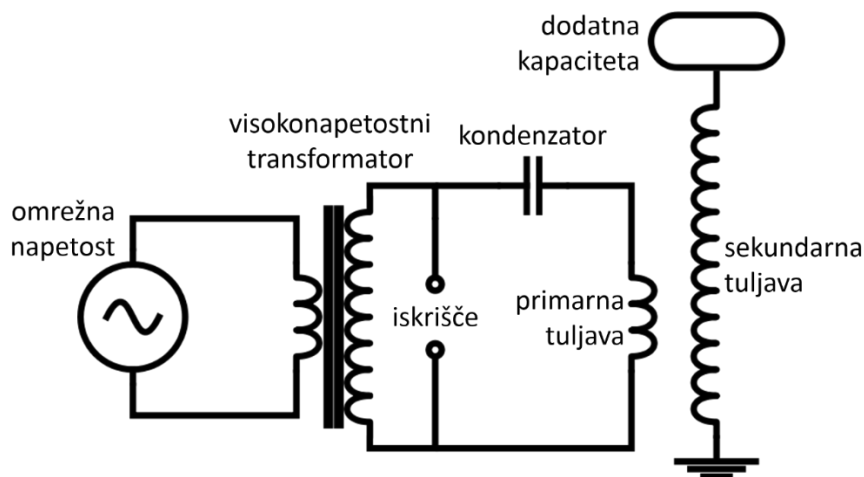 dodatna
kapaciteta
visokonapetostni
transformator
kondenzator
omrežna
napetost
iskrišče
primarna
tuljava
sekundarna
tuljava